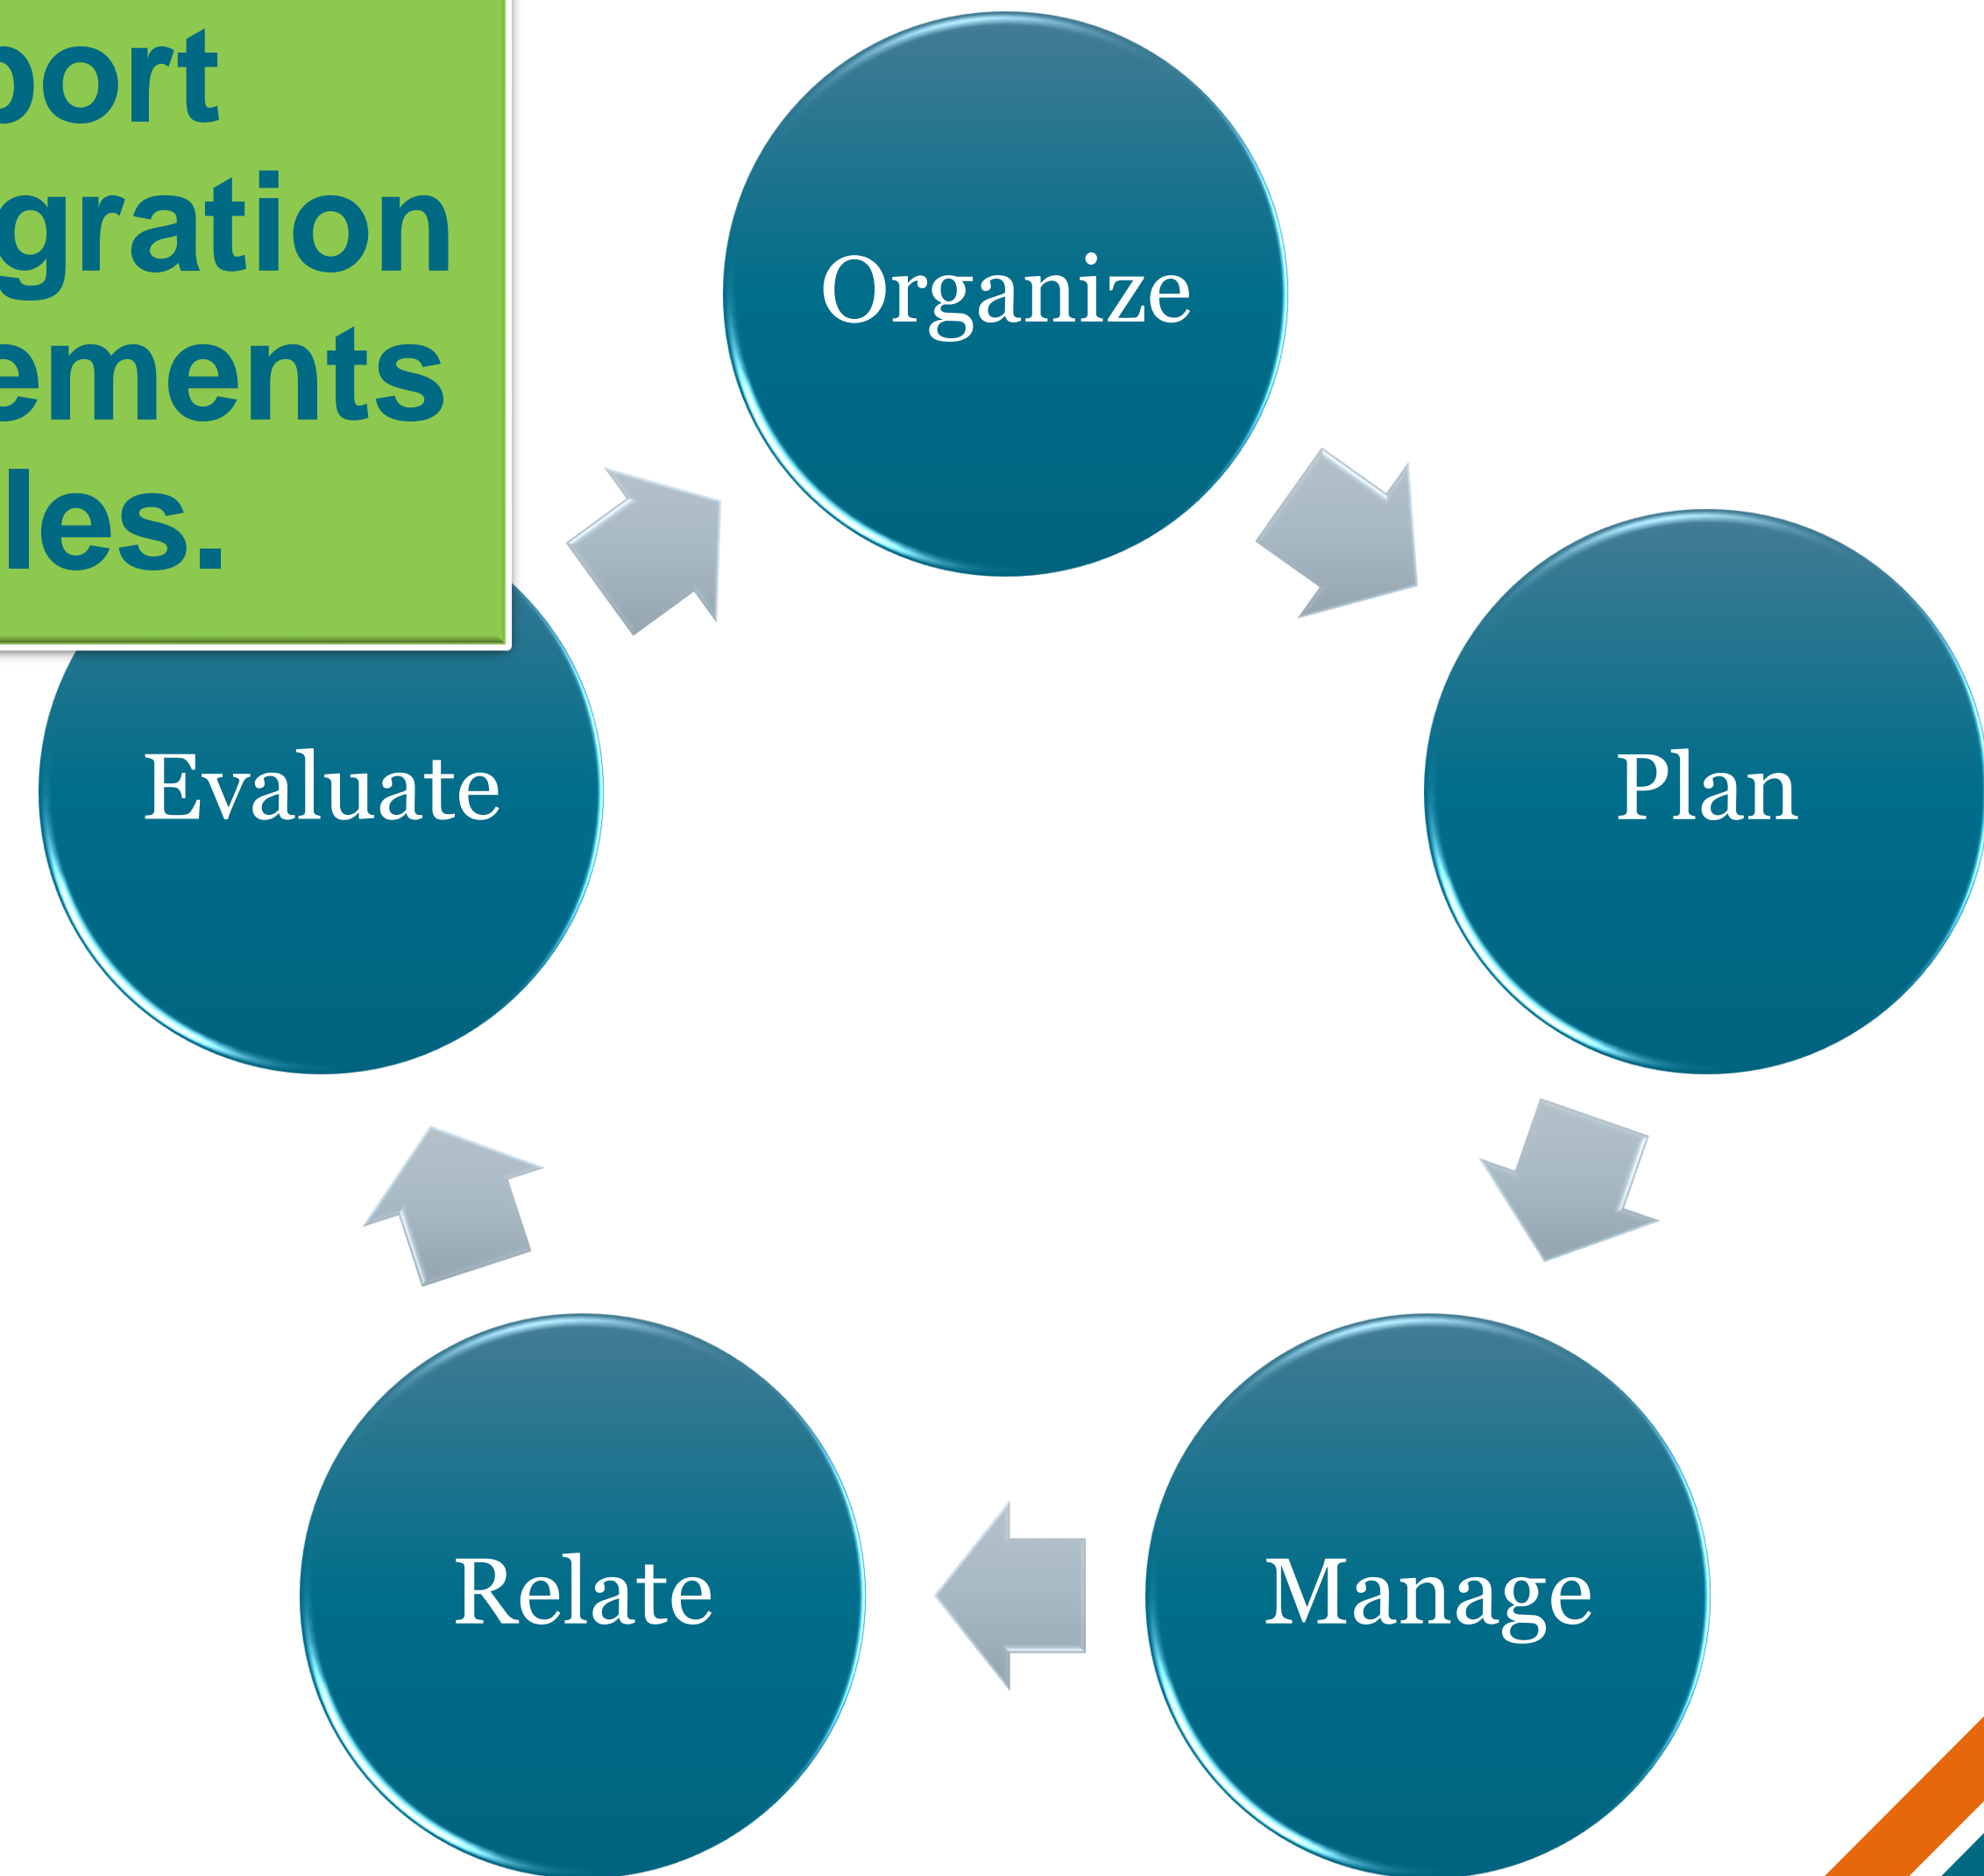 port
gration
ements
les.
Organize
Plan
Manage
Relate
Evaluate